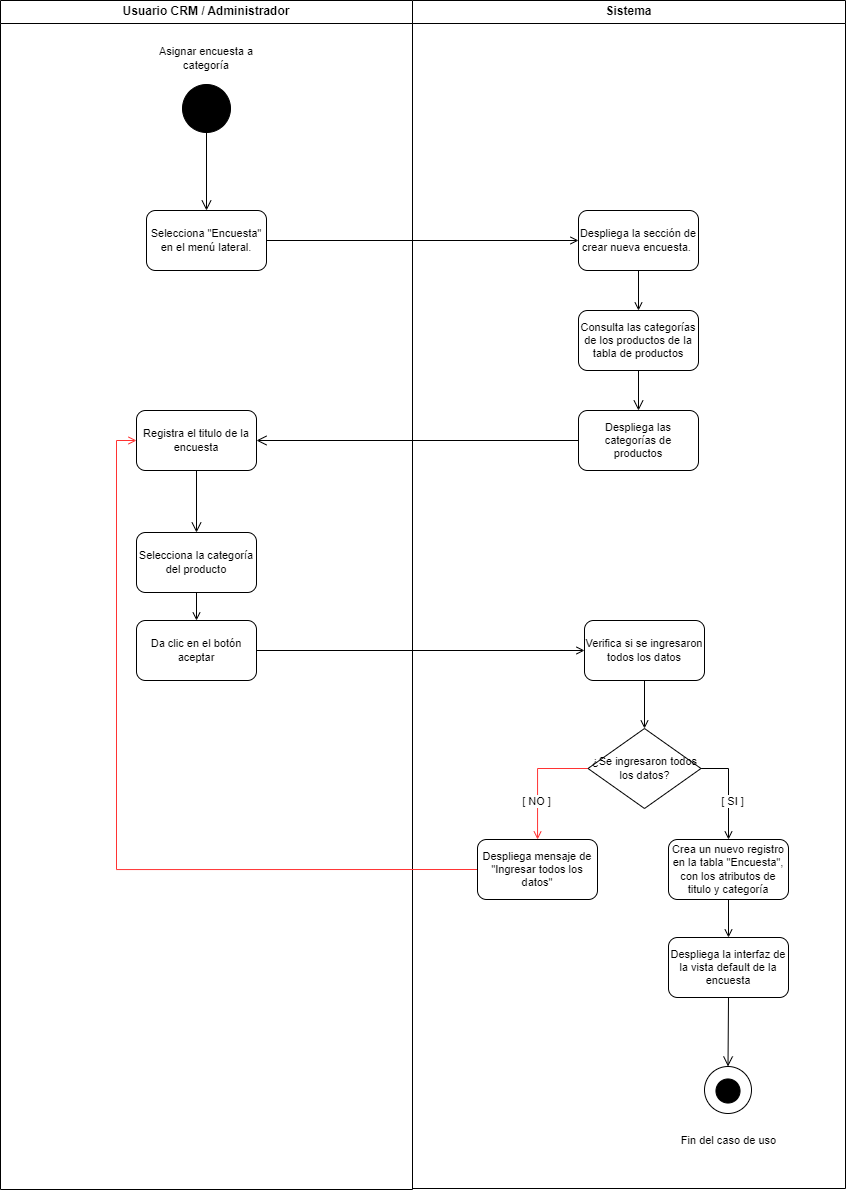 Usuario CRM / Administrador
Sistema
Asignar encuesta a
categoría
Selecciona "Encuesta"
en el menú lateral.
Despliega la sección de
crear nueva encuesta.
Consulta las categorías
de los productos de la
tabla de productos
Despliega las
categorías de
productos
Registra el titulo de la
encuesta
Selecciona la categoría
del producto
Da clic en el botón
aceptar
Verifica si se ingresaron
todos los datos
¿Se ingresaron todos
los datos?
[ NO ]
[ SI ]
Despliega mensaje de
"Ingresar todos los
datos"
Crea un nuevo registro
en la tabla "Encuesta",
con los atributos de
titulo y categoría
Despliega la interfaz de
la vista default de la
encuesta
Fin del caso de uso